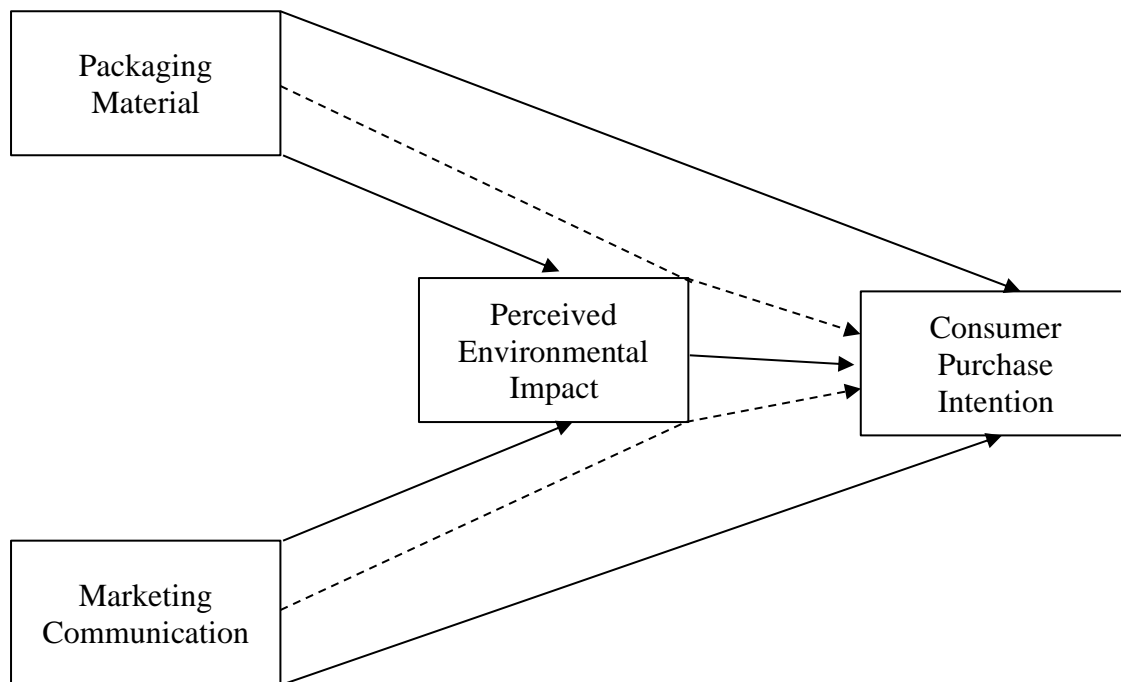 Packaging
Material
Perceived
Environmental
Impact
Consumer
Purchase
Intention
Marketing
Communication